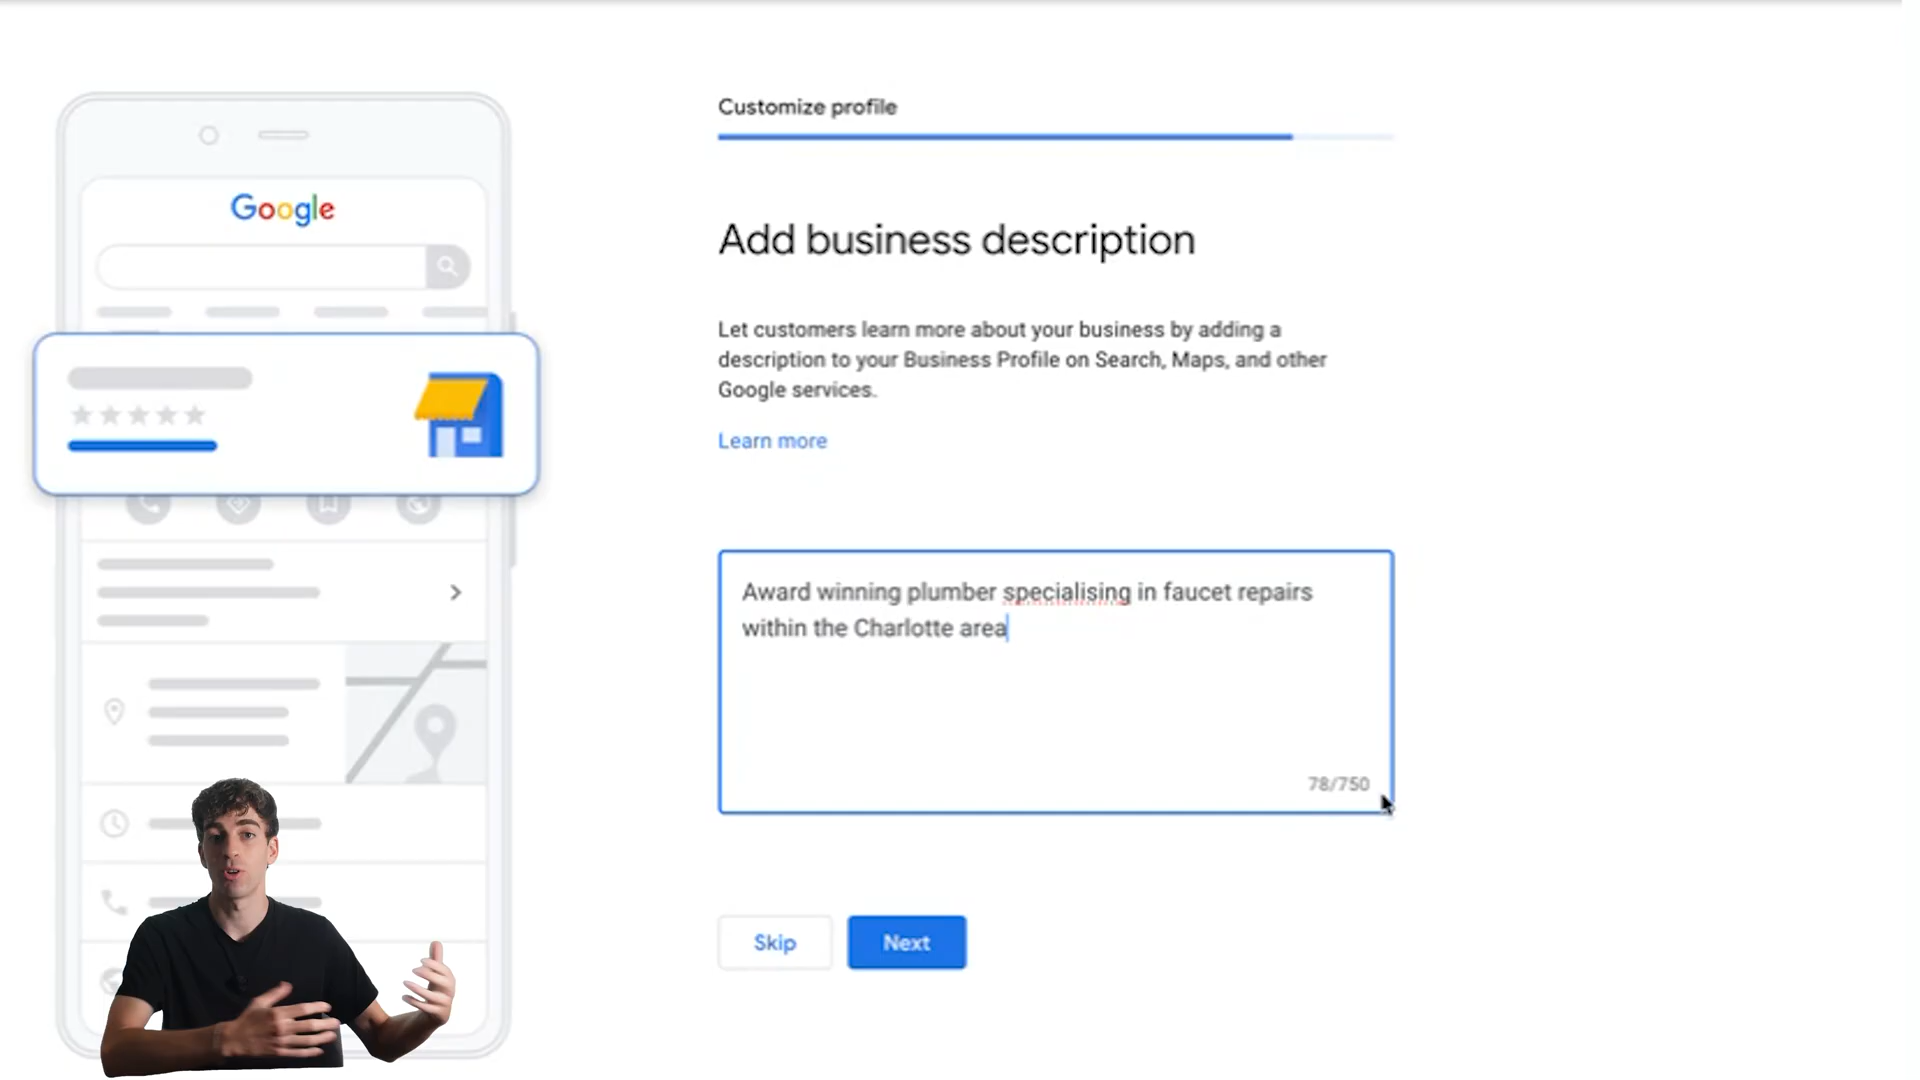 Customize profile
Google
Add business description
Let customers learn more about your business by adding a
description to your Business Profile on Search, Maps, and other
Google services.
Learn more
Award winning plumber specialising in faucet repairs
within the Charlotte area
78/750
Skip
Next